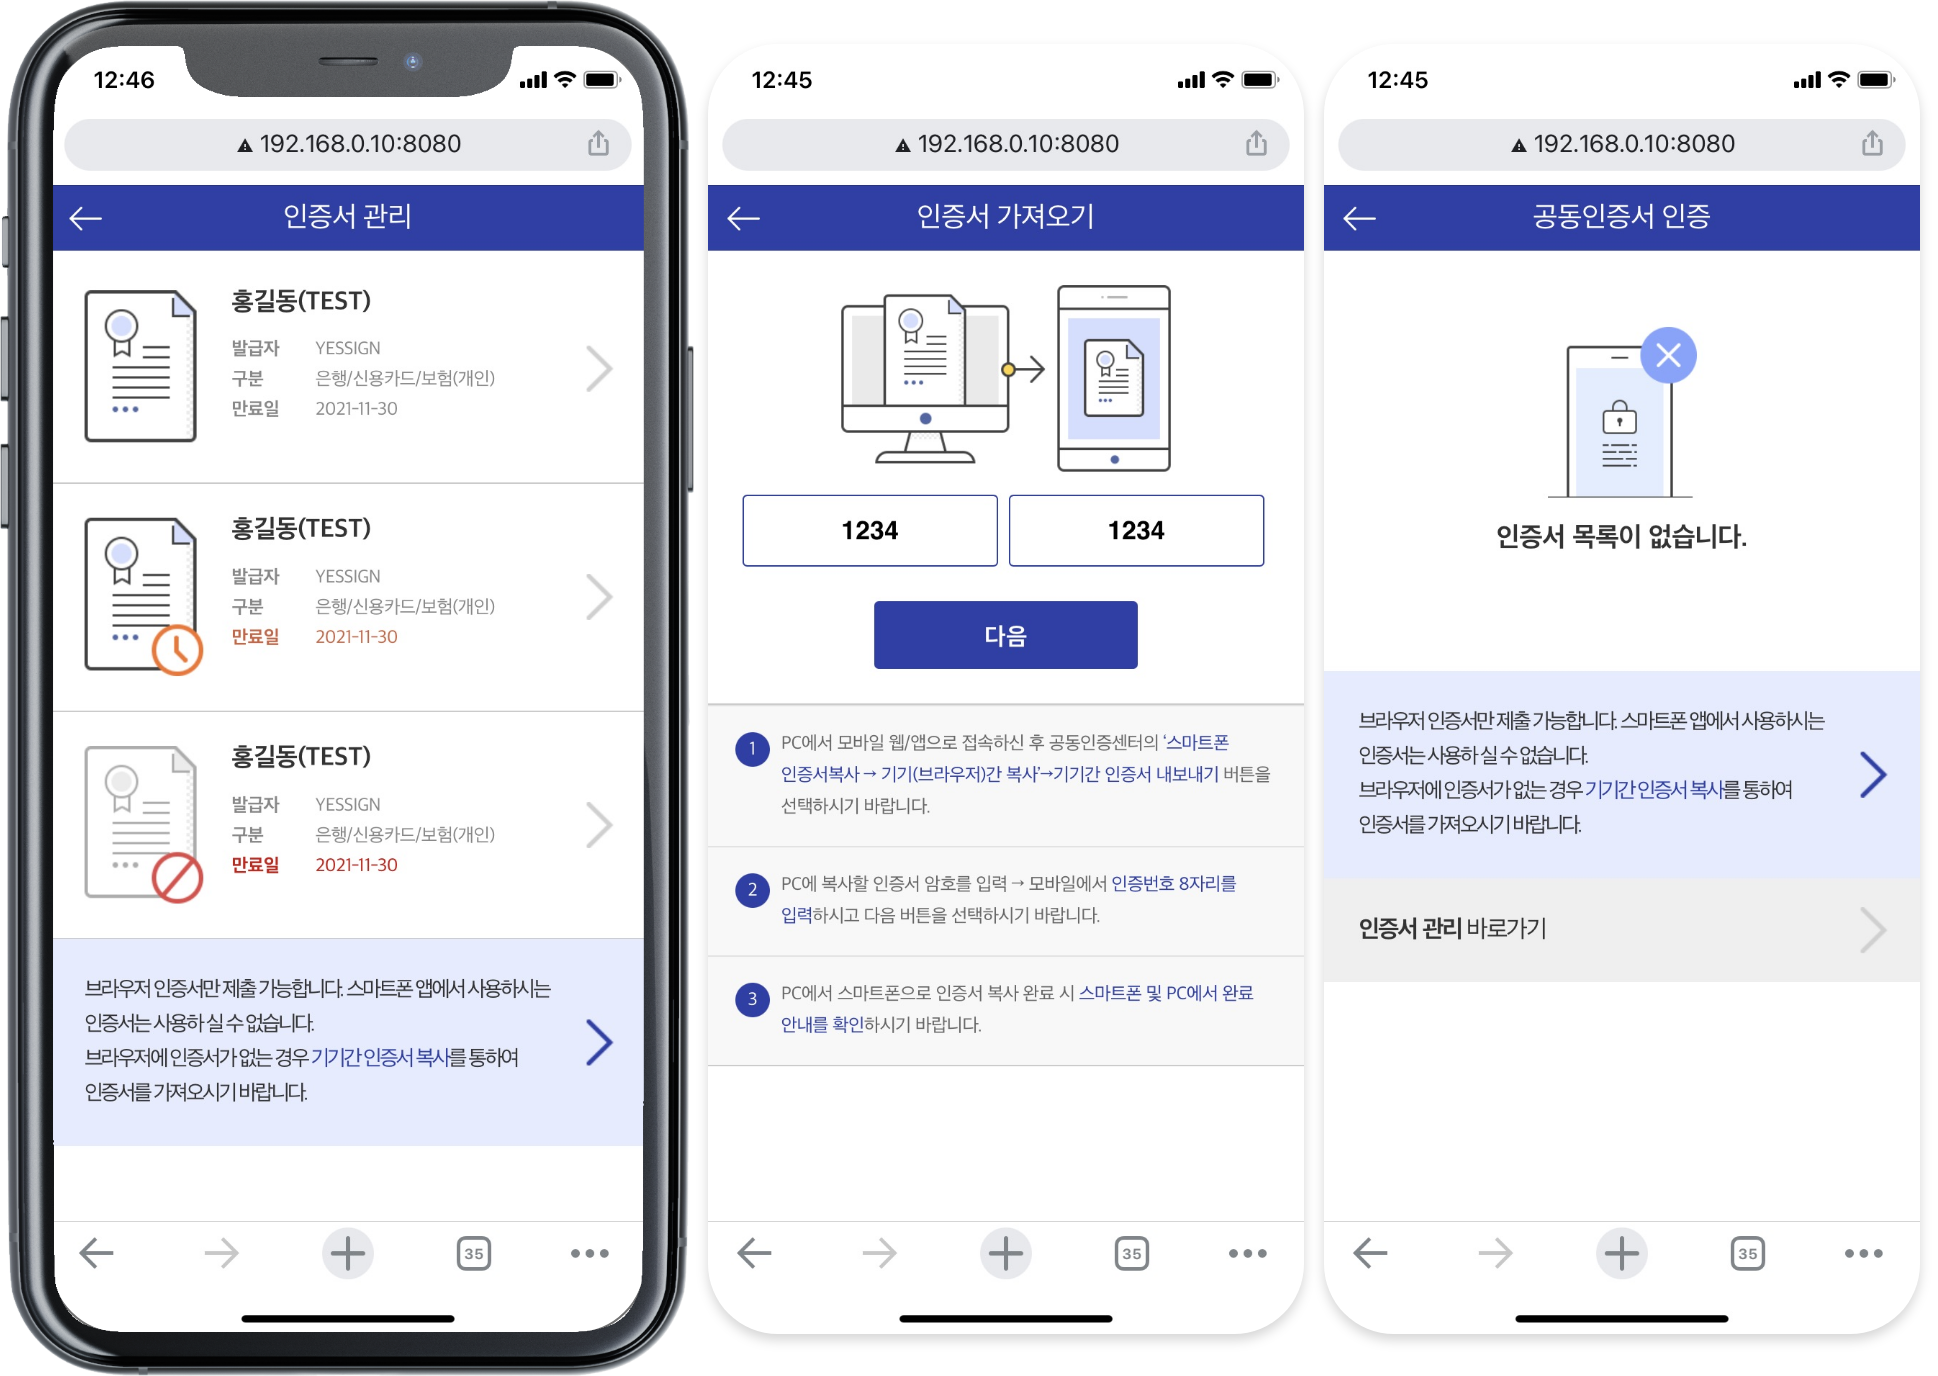 12:46
192.168.0.10:8080
인증서 관리
홍길동(TEST)
발급자 YESSIGN
구분 은행/신용카드/보험(개인)
만료일 2021-11-30
홍길동(TEST)
발급자 YESSIGN
구분 은행/신용카드/보험(개인)
만료일 2021-11-30
홍길동(TEST)
발급자 YESSIGN
구분 은행/신용카드/보험(개인)
만료일 2021-11-30
브라우저 인증서만 제출 가능합니다. 스마트폰 앱에서 사용하시는
인증서는 사용하 실 수 없습니다.
브라우저에 인증서가 없는 경우 기기간 인증서 복사를 통하여
인증서를 가져오시기 바랍니다.
35
12:45
192.168.0.10:8080
인증서 가져오기
1234 1234
다음
1 PC에서 모바일 웹/앱으로 접속하신 후 공동인증센터의 ‘스마트폰
인증서복사 → 기기(브라우저)간 복사’→기기간 인증서 내보내기 버튼을
선택하시기 바랍니다.
2 PC에 복사할 인증서 암호를 입력 → 모바일에서 인증번호 8자리를
입력하시고 다음 버튼을 선택하시기 바랍니다.
3 PC에서 스마트폰으로 인증서 복사 완료 시 스마트폰 및 PC에서 완료
안내를 확인하시기 바랍니다.
35
12:45
192.168.0.10:8080
공동인증서 인증
인증서 목록이 없습니다.
브라우저 인증서만 제출 가능합니다. 스마트폰 앱에서 사용하시는
인증서는 사용하 실 수 없습니다.
브라우저에 인증서가 없는 경우 기기간 인증서 복사를 통하여
인증서를 가져오시기 바랍니다.
인증서 관리 바로가기
35